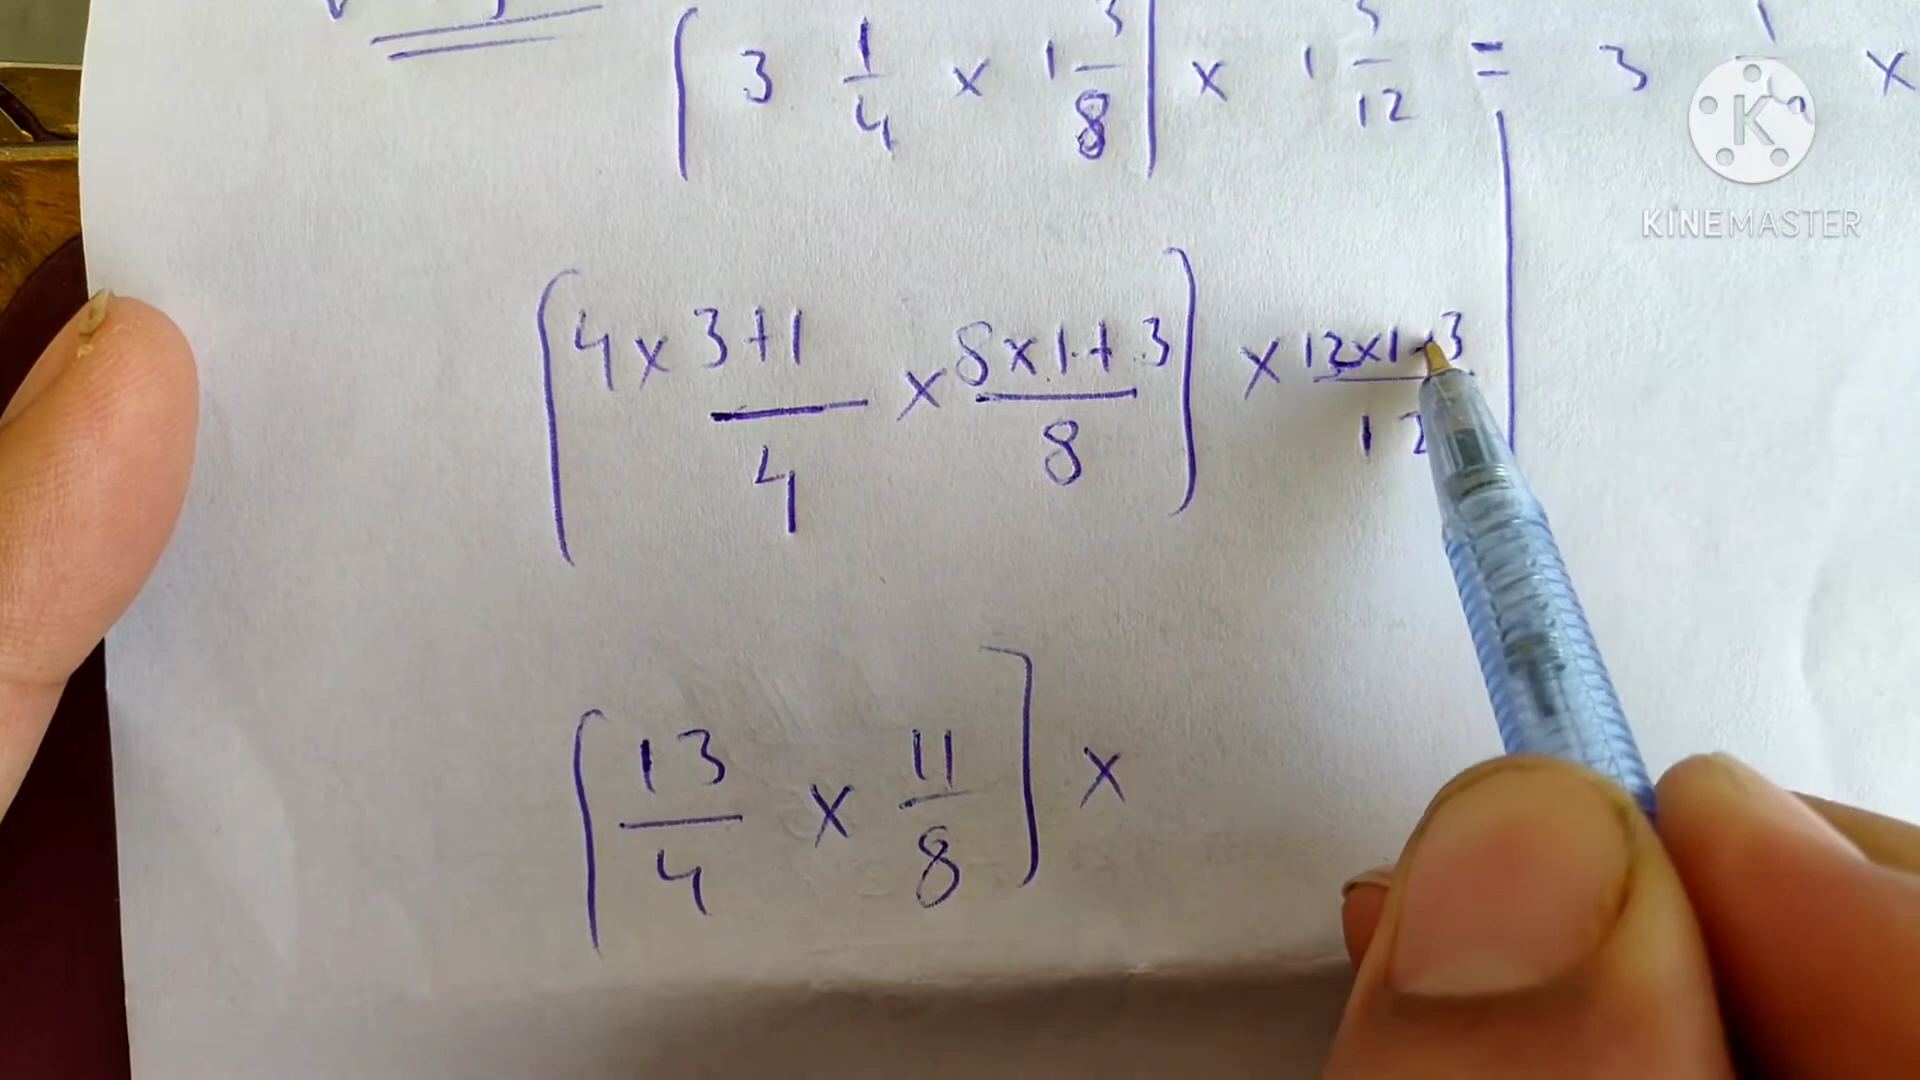 [3 1/4 × 1 3/8] × 1 3/12 = 3 ×
[4×3+1/4 × 8×1+3/8] × 12×1+3/12
[13/4 × 11/8] ×
K
KINEMASTER